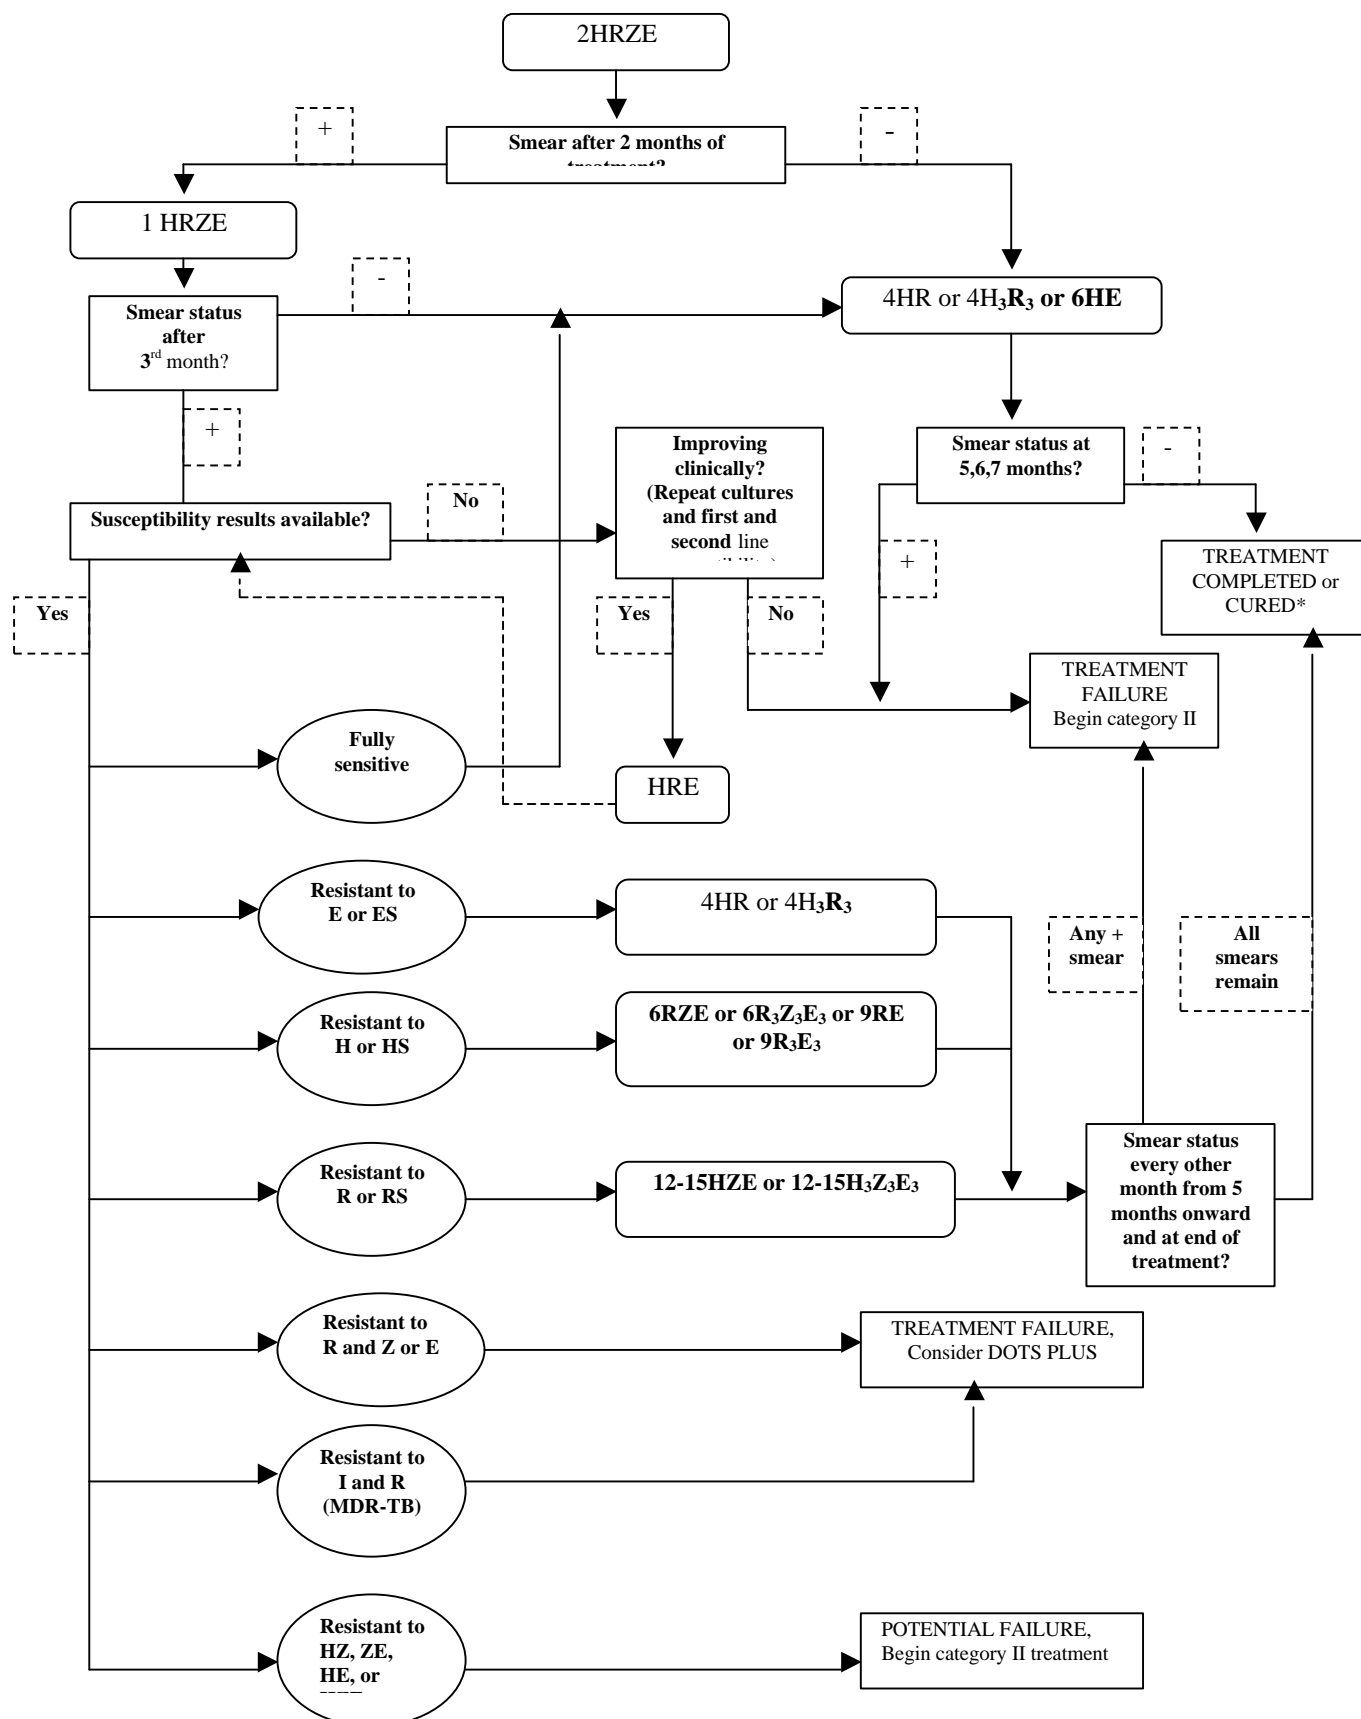 2HRZE
+
Smear after 2 months of
-
1 HRZE
-
Smear status
after
3rd month?
4HR or 4H₃R₃ or 6HE
+
Improving
clinically?
(Repeat cultures
and first and
second line
Smear status at
5,6,7 months?
-
Susceptibility results available?
No
+
TREATMENT
COMPLETED or
CURED*
Yes
Yes
No
TREATMENT
FAILURE
Begin category II
Fully
sensitive
HRE
Resistant to
E or ES
4HR or 4H₃R₃
Any +
smear
All
smears
remain
Resistant to
H or HS
6RZE or 6R₃Z₃E₃ or 9RE
or 9R₃E₃
Resistant to
R or RS
12-15HZE or 12-15H₃Z₃E₃
Smear status
every other
month from 5
months onward
and at end of
treatment?
Resistant to
R and Z or E
TREATMENT FAILURE,
Consider DOTS PLUS
Resistant to
I and R
(MDR-TB)
Resistant to
HZ, ZE,
HE, or
POTENTIAL FAILURE,
Begin category II treatment